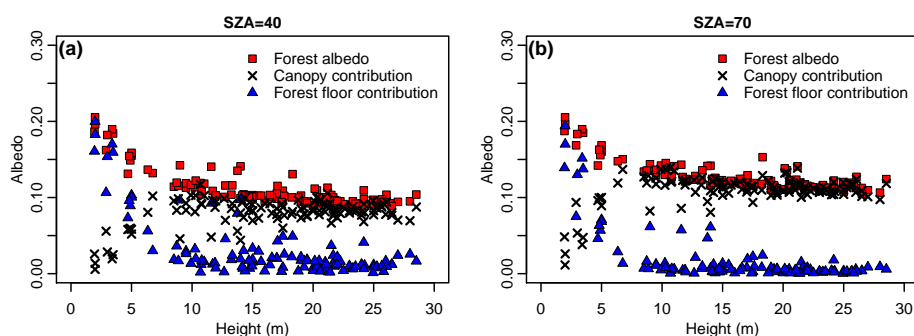 SZA=40
(a)
Forest albedo
Canopy contribution
Forest floor contribution
Albedo
0.30
0.20
0.10
0.00
0 5 10 15 20 25 30
Height (m)
SZA=70
(b)
Forest albedo
Canopy contribution
Forest floor contribution
Albedo
0.30
0.20
0.10
0.00
0 5 10 15 20 25 30
Height (m)